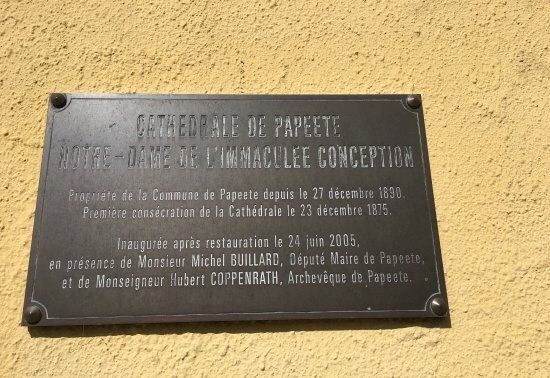 CATHEDRALE DE PAPEETE
NOTRE-DAME DE L'IMMACULEE CONCEPTION
Propriété de la Commune de Papeete depuis le 27 décembre 1890.
Première consécration de la Cathédrale le 23 décembre 1875.
Inaugurée après restauration le 24 juin 2005,
en présence de Monsieur Michel BUILLARD, Député Maire de Papeete,
et de Monseigneur Hubert COPPENRATH, Archevêque de Papeete.